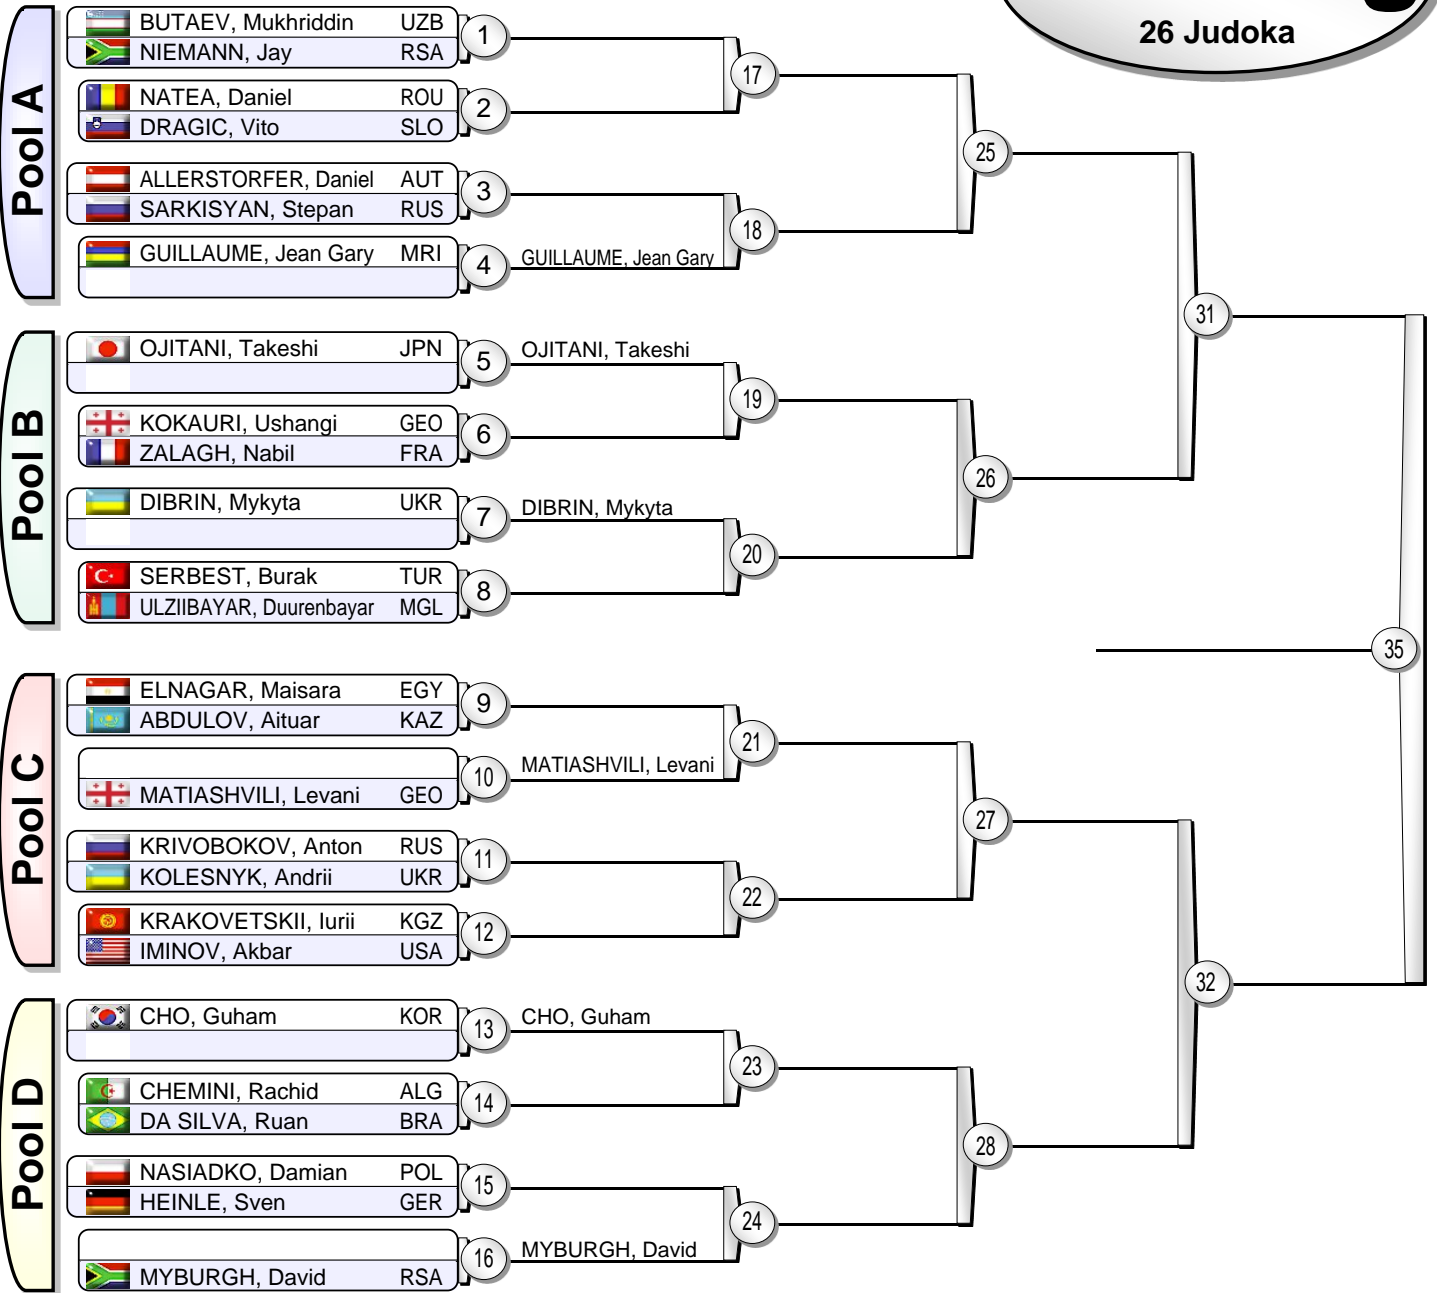 26 Judoka
Pool A
BUTAEV, Mukhriddin UZB
NIEMANN, Jay RSA
1
NATEA, Daniel ROU
DRAGIC, Vito SLO
2
17
ALLERSTORFER, Daniel AUT
SARKISYAN, Stepan RUS
3
GUILLAUME, Jean Gary MRI
4
GUILLAUME, Jean Gary
18
25
Pool B
OJITANI, Takeshi JPN
5
OJITANI, Takeshi
KOKAURI, Ushangi GEO
ZALAGH, Nabil FRA
6
19
DIBRIN, Mykyta UKR
7
DIBRIN, Mykyta
SERBEST, Burak TUR
ULZIIBAYAR, Duurenbayar MGL
8
20
26
31
35
Pool C
ELNAGAR, Maisara EGY
ABDULOV, Aituar KAZ
9
MATIASHVILI, Levani GEO
10
MATIASHVILI, Levani
21
KRIVOBOKOV, Anton RUS
KOLESNYK, Andrii UKR
11
KRAKOVETSKII, Iurii KGZ
IMINOV, Akbar USA
12
22
27
Pool D
CHO, Guham KOR
13
CHO, Guham
CHEMINI, Rachid ALG
DA SILVA, Ruan BRA
14
23
NASIADKO, Damian POL
HEINLE, Sven GER
15
MYBURGH, David RSA
16
MYBURGH, David
24
28
32